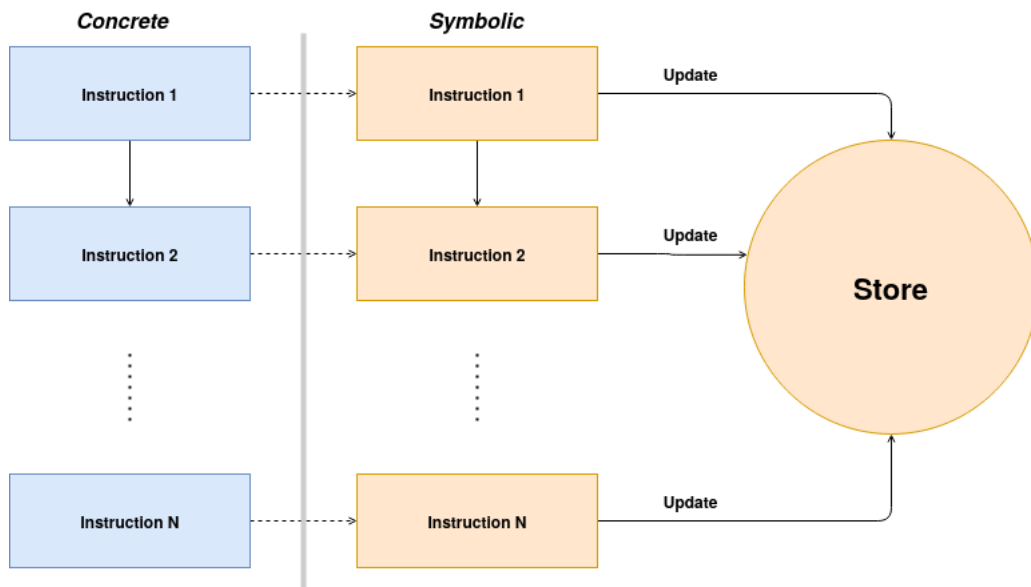 Concrete
Symbolic
Instruction 1
Instruction 1
Update
Instruction 2
Instruction 2
Update
Store
Instruction N
Instruction N
Update